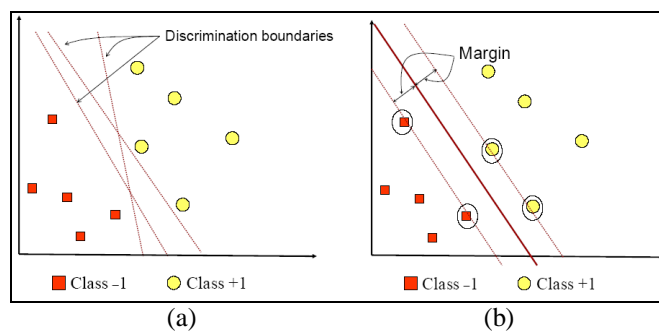 Discrimination boundaries
Class –1
Class +1
(a)
Margin
Class –1
Class +1
(b)